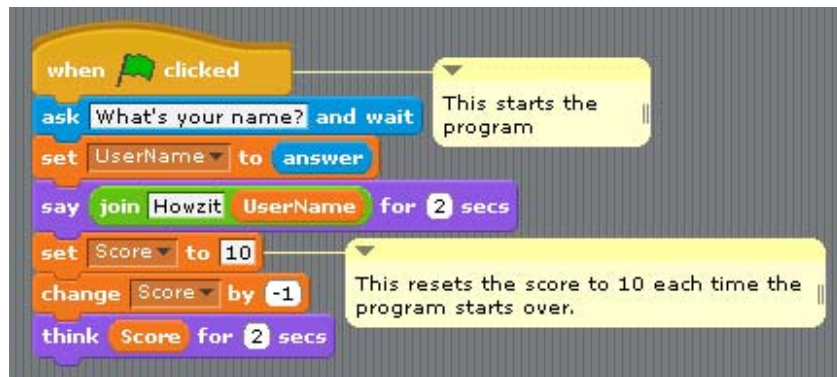 when clicked
ask What's your name? and wait
This starts the
program
set UserName to answer
say join Howzit UserName for 2 secs
set Score to 10
This resets the score to 10 each time the
program starts over.
change Score by -1
think Score for 2 secs